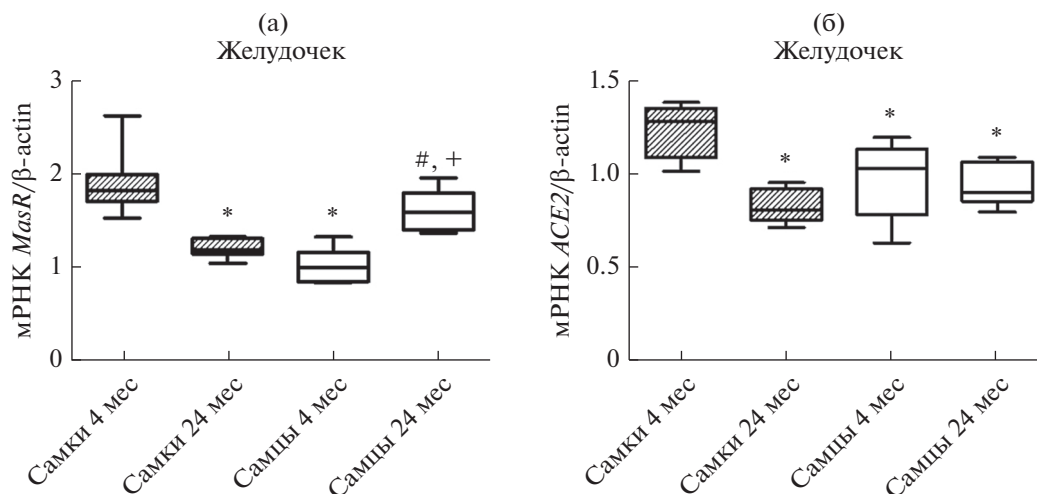 (а)
Желудочек
мРНК MasR/β-actin
3
2
1
0
*
*
#, +
Самки 4 мес
Самки 24 мес
Самцы 4 мес
Самцы 24 мес
(б)
Желудочек
мРНК ACE2/β-actin
1.5
1.0
0.5
0
*
*
*
Самки 4 мес
Самки 24 мес
Самцы 4 мес
Самцы 24 мес